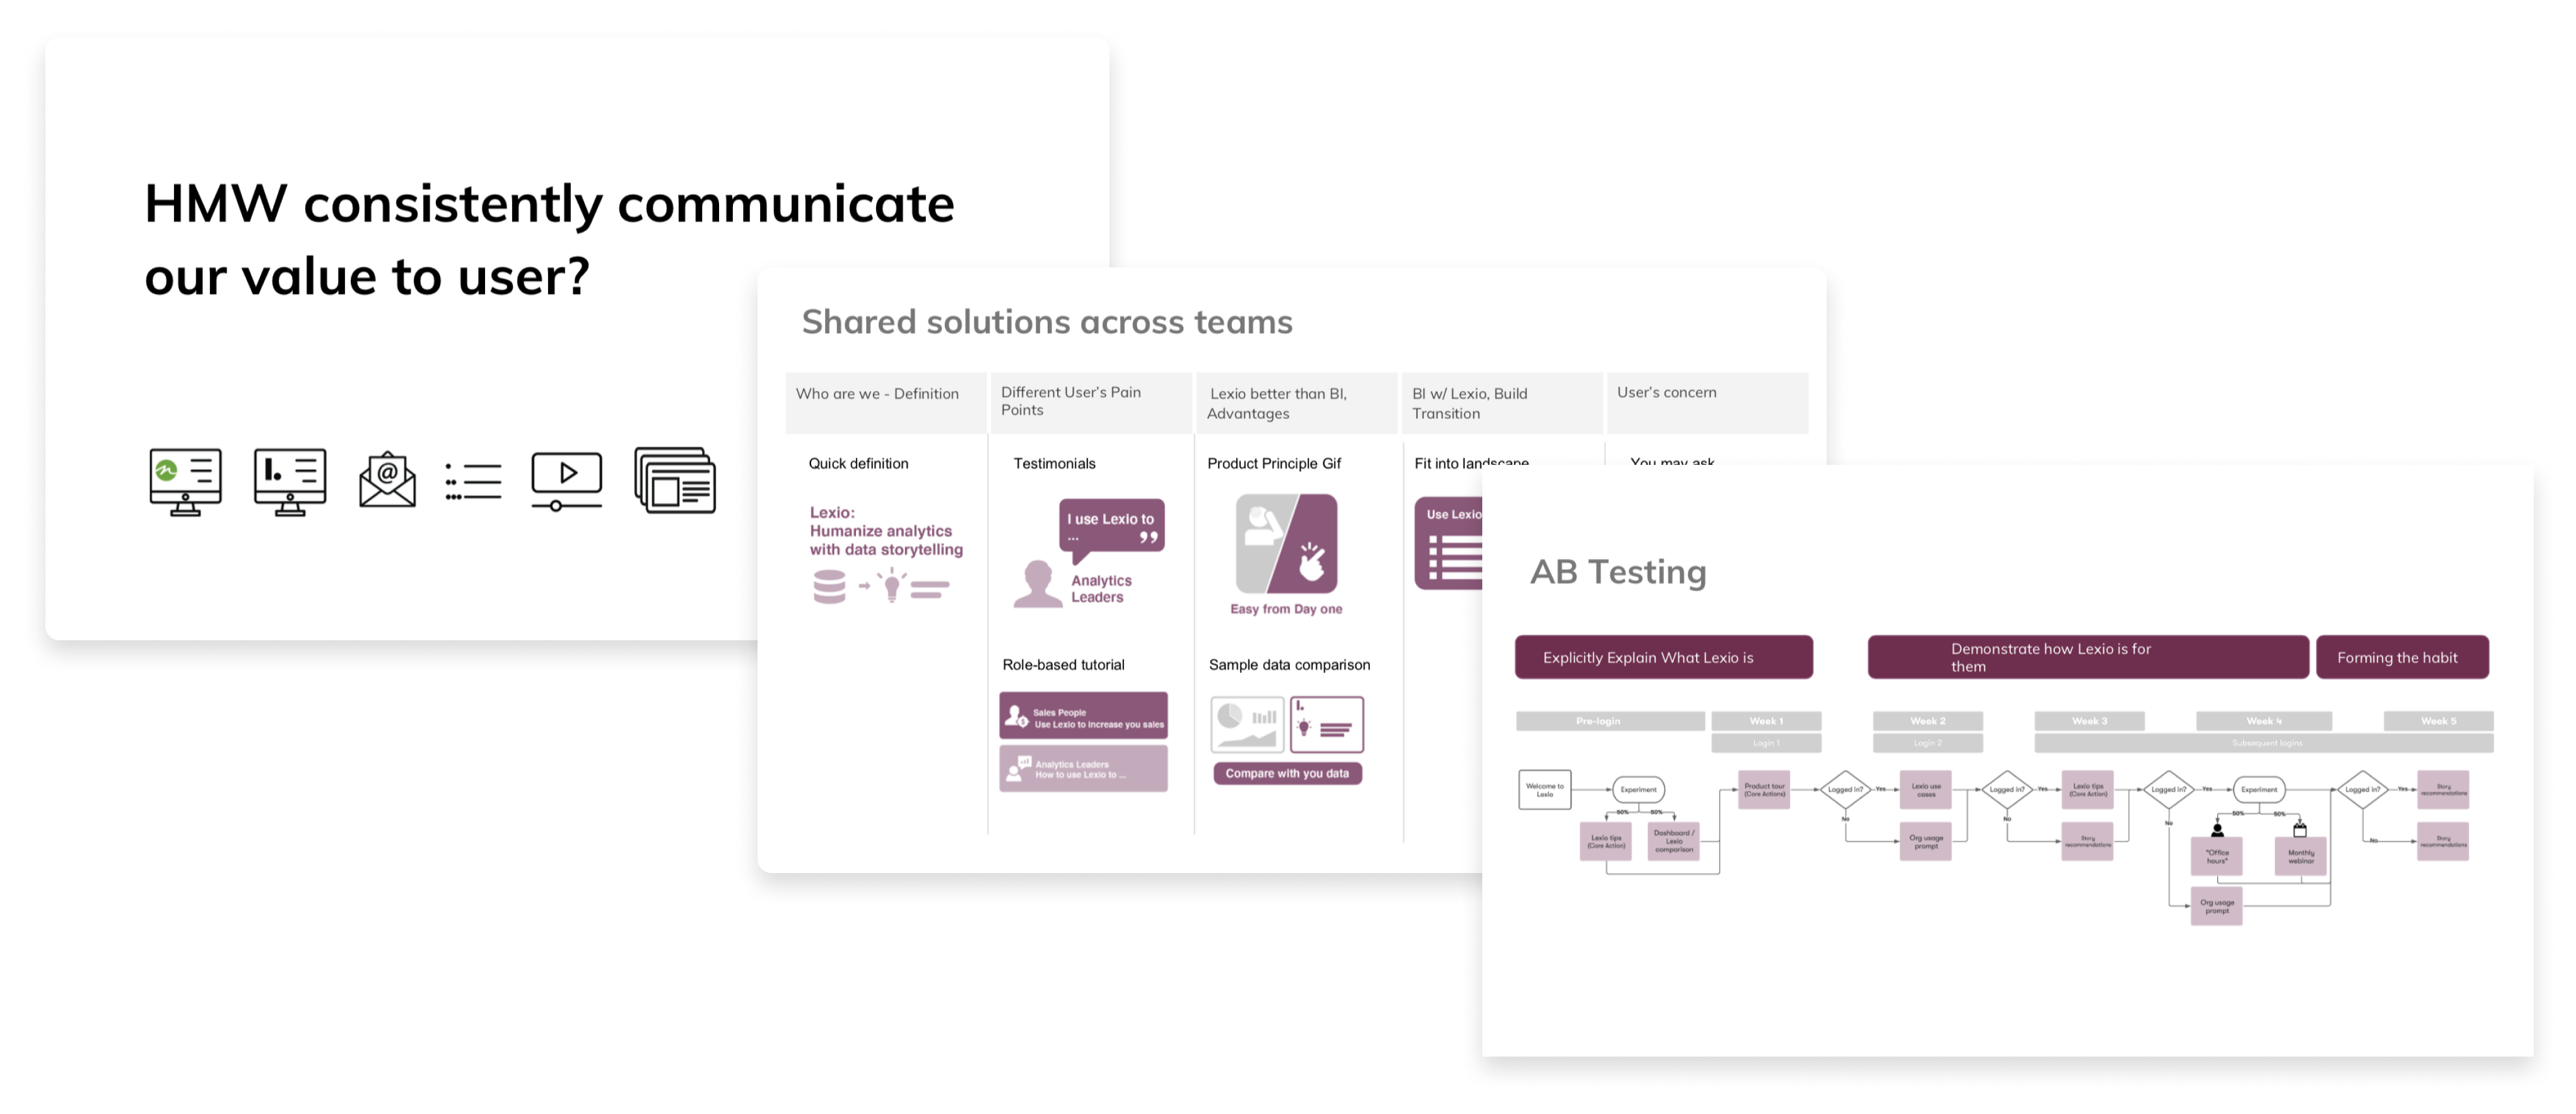 HMW consistently communicate
our value to user?
Shared solutions across teams
Who are we - Definition
Different User's Pain
Points
Lexio better than BI,
Advantages
BI w/ Lexio, Build
Transition
User's concern
Quick definition
Lexio:
Humanize analytics
with data storytelling
Testimonials
I use Lexio to
...
Analytics
Leaders
Role-based tutorial
Sales People
Use Lexio to increase you sales
Analytics Leaders
How to use Lexio to ...
Product Principle Gif
Easy from Day one
Sample data comparison
Compare with you data
Fit into landscape
Use Lexio
You may ask
AB Testing
Explicitly Explain What Lexio is
Demonstrate how Lexio is for
them
Forming the habit
Pre-login
Week 1
Week 2
Week 3
Week 4
Week 5
Login 1
Login 2
Subsequent logins
Welcome to
Lexio
Experiment
50%
50%
Lexio tips
(Core Action)
Dashboard /
Lexio
comparison
Product tour
(Core Actions)
Logged in?
Yes
No
Lexio use
cases
Org usage
prompt
Logged in?
Yes
No
Lexio tips
(Core Action)
Story
recommendations
Logged in?
Yes
No
Experiment
50%
50%
"Office
hours"
Monthly
webinar
Org usage
prompt
Logged in?
Yes
No
Story
recommendations
Story
recommendations